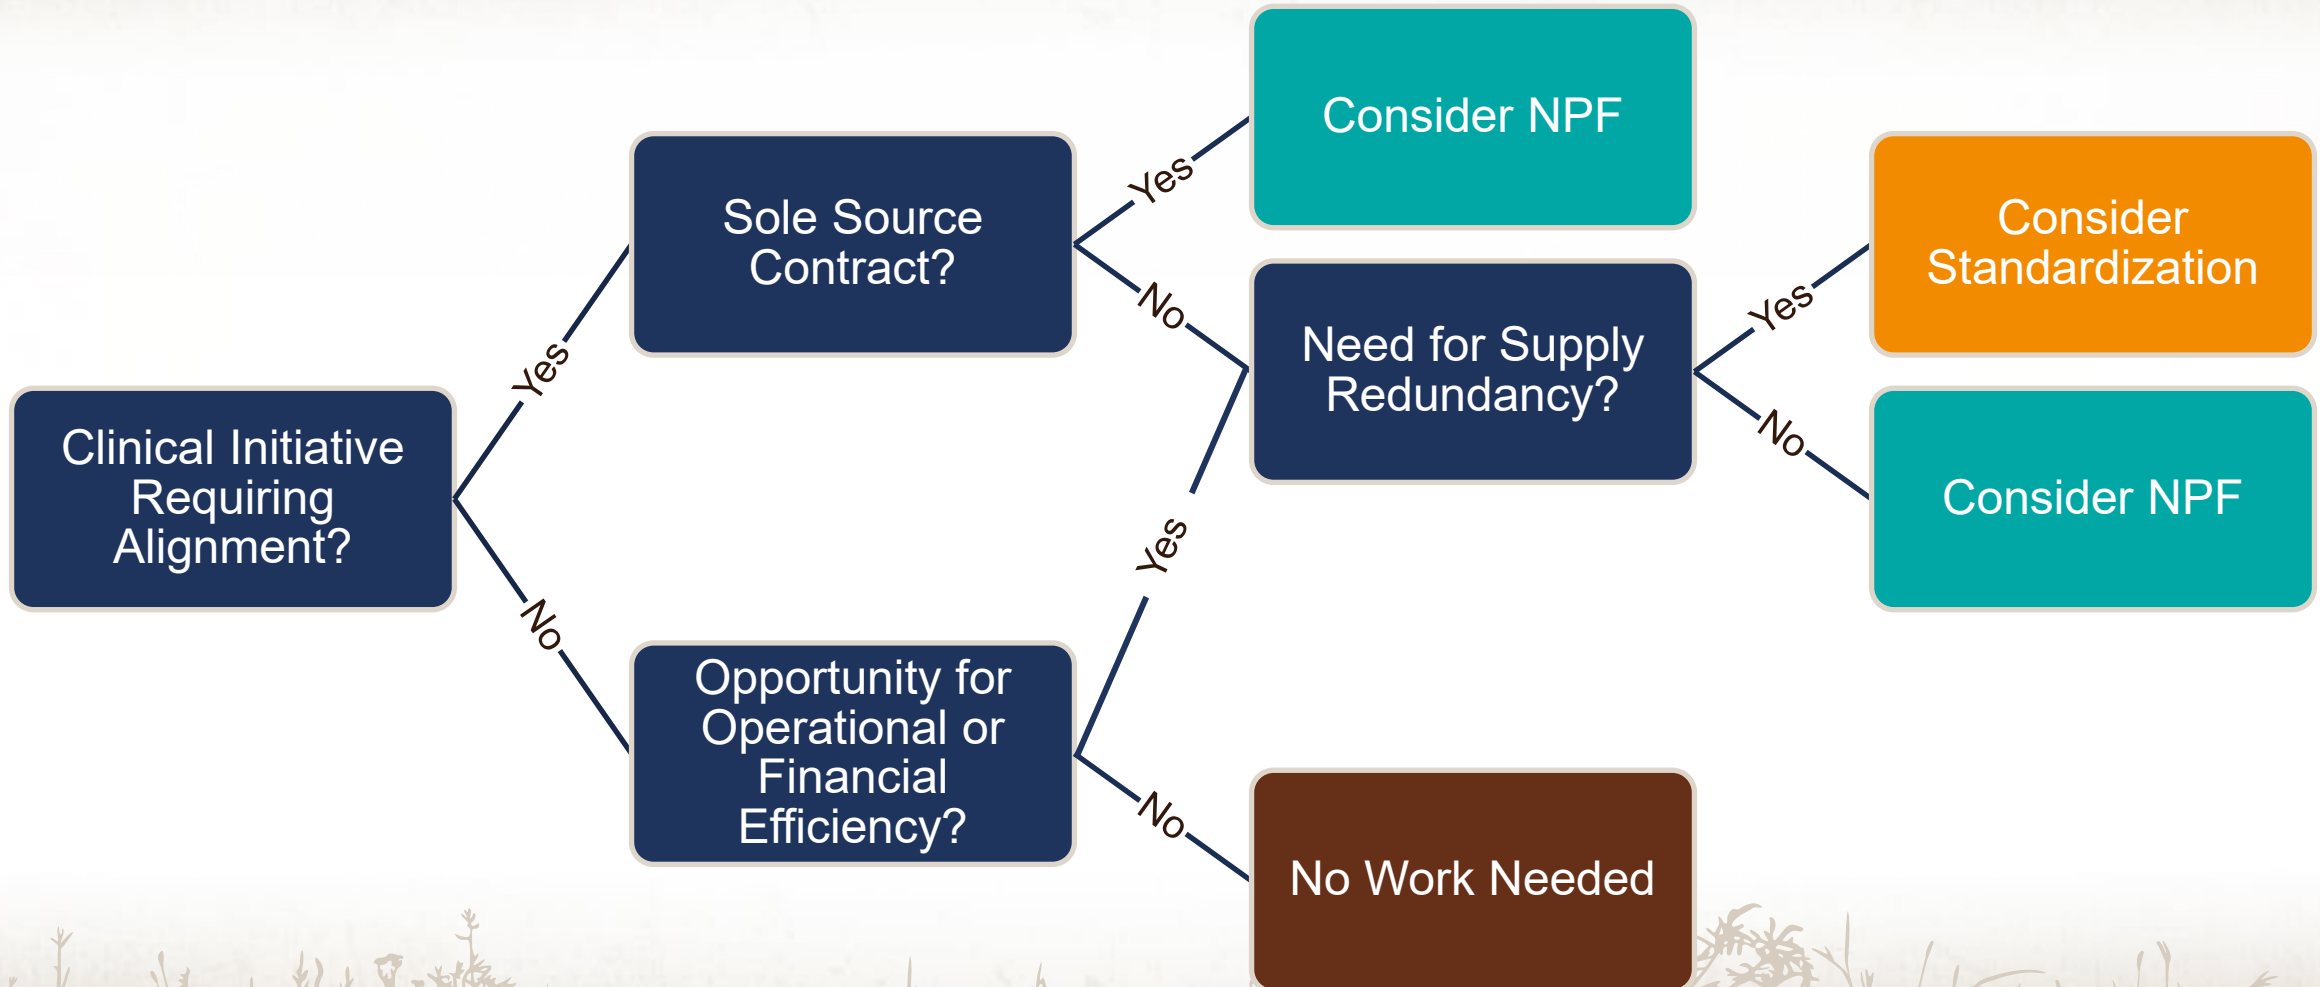 Clinical Initiative
Requiring
Alignment?
Yes
No
Sole Source
Contract?
Yes
No
Opportunity for
Operational or
Financial
Efficiency?
Yes
No
Consider NPF
Need for Supply
Redundancy?
Yes
No
No Work Needed
Consider
Standardization
Consider NPF